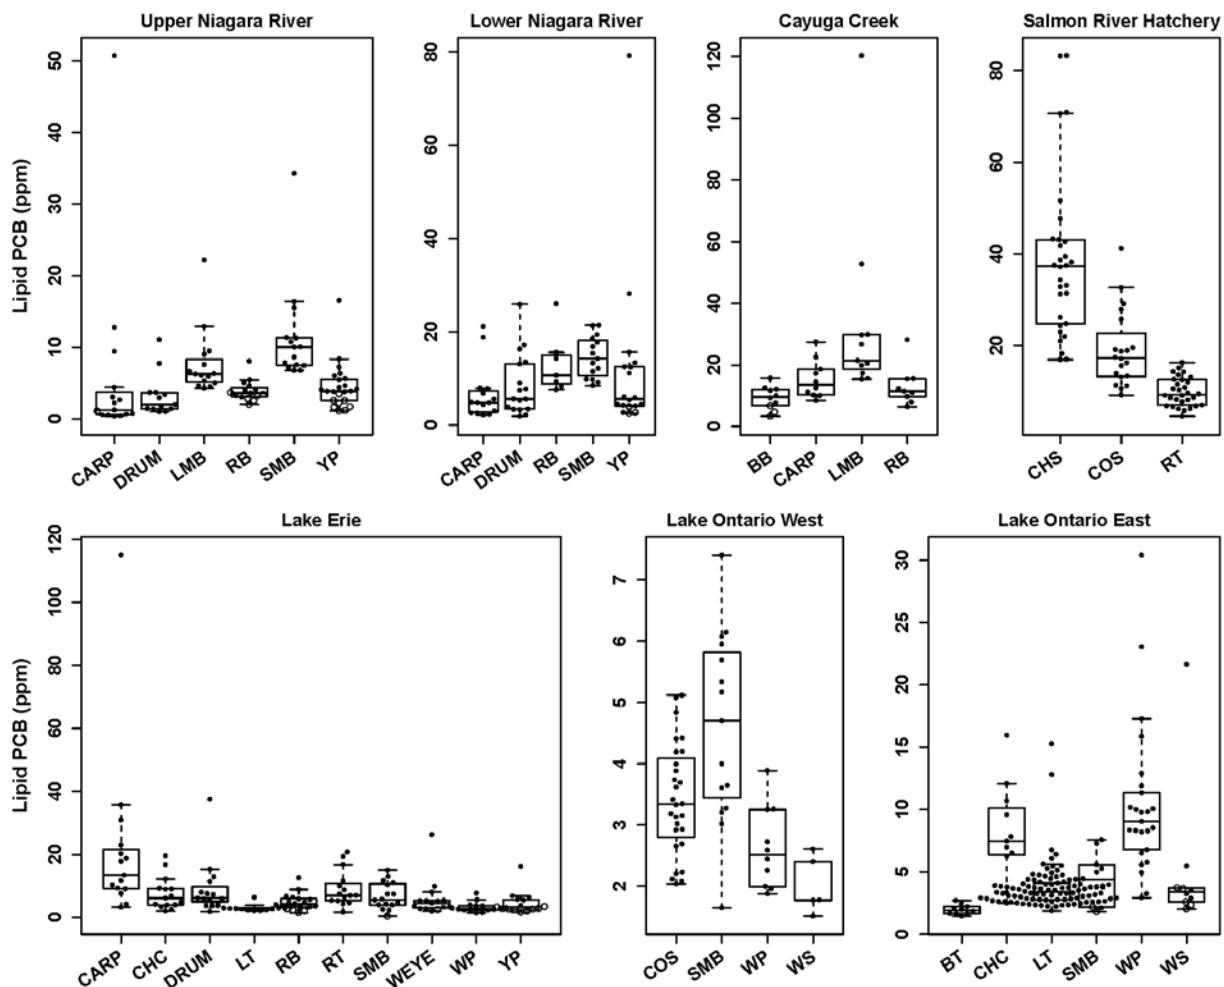 Upper Niagara River
Lower Niagara River
Cayuga Creek
Salmon River Hatchery
Lipid PCB (ppm)
50
40
30
20
10
0
CARP DRUM LMB RB SMB YP
80
60
40
20
0
CARP DRUM RB SMB YP
120
100
80
60
40
20
0
BB CARP LMB RB
80
60
40
20
CHS COS RT
Lake Erie
Lake Ontario West
Lake Ontario East
Lipid PCB (ppm)
120
100
80
60
40
20
0
CARP CHC DRUM LT RB RT SMB WEYE WP YP
7
6
5
4
3
2
COS SMB WP WS
30
25
20
15
10
5
0
BT CHC LT SMB WP WS